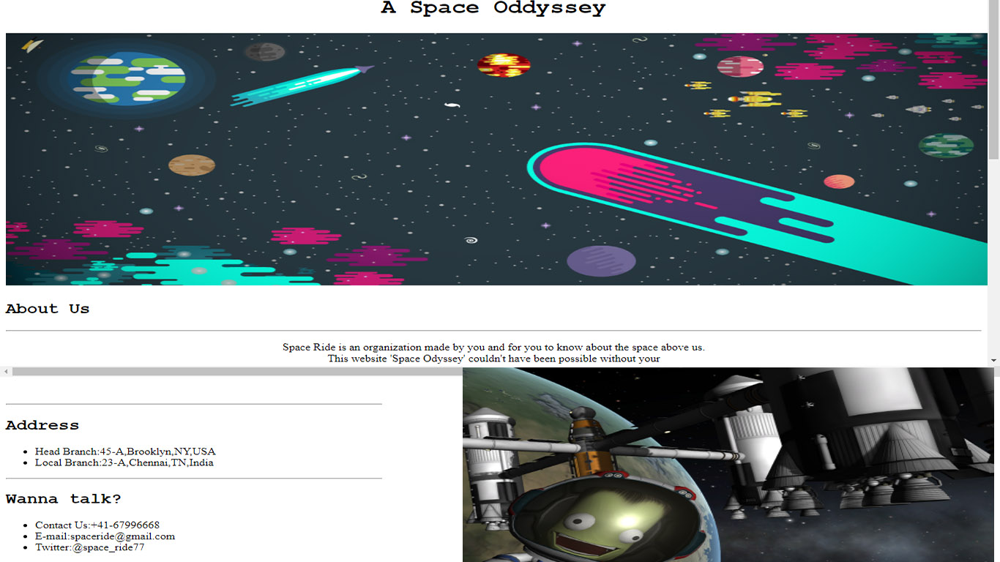 A Space Oddyssey
About Us
Space Ride is an organization made by you and for you to know about the space above us.
This website 'Space Odyssey' couldn't have been possible without your
Address
Head Branch:45-A,Brooklyn,NY,USA
Local Branch:23-A,Chennai,TN,India
Wanna talk?
Contact Us:+41-67996668
E-mail:spaceride@gmail.com
Twitter:@space_ride77